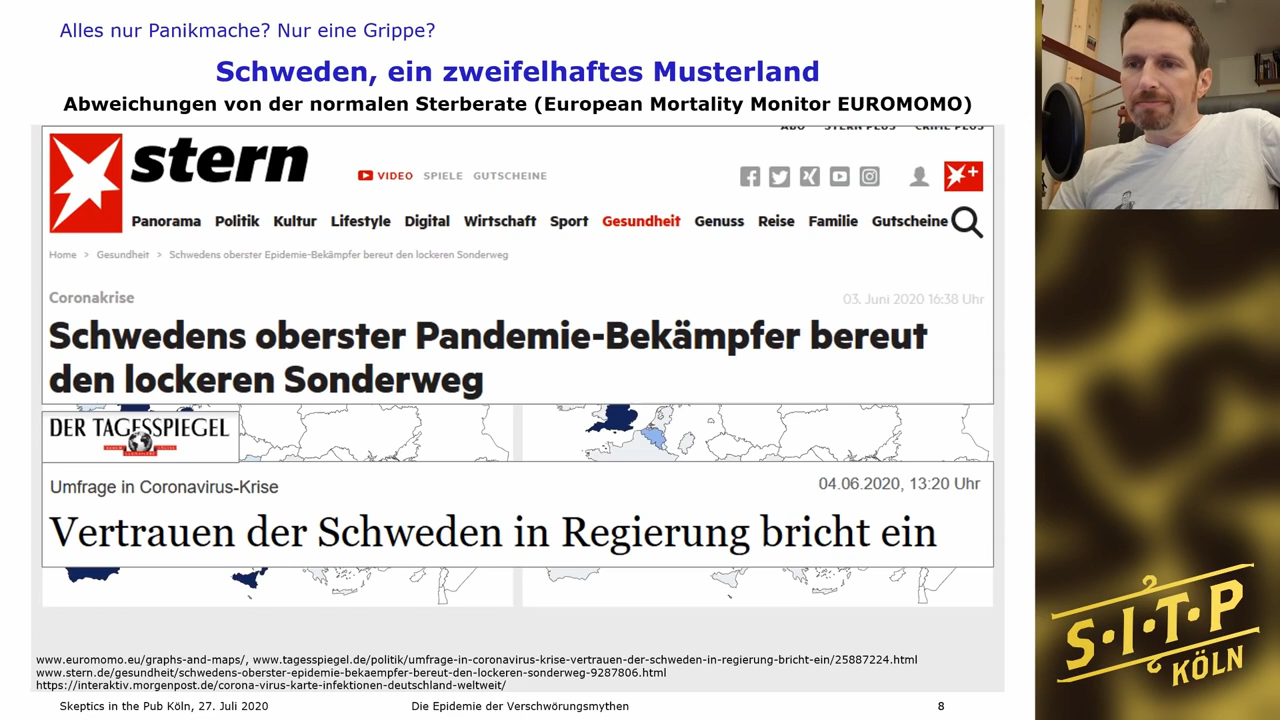 Alles nur Panikmache? Nur eine Grippe?
Schweden, ein zweifelhaftes Musterland
Abweichungen von der normalen Sterberate (European Mortality Monitor EUROMOMO)
ABO STERN PLUS CRIME PLUS
stern
VIDEO SPIELE GUTSCHEINE
Panorama Politik Kultur Lifestyle Digital Wirtschaft Sport Gesundheit Genuss Reise Familie Gutscheine
Home > Gesundheit > Schwedens oberster Epidemie-Bekämpfer bereut den lockeren Sonderweg
Coronakrise
03. Juni 2020 16:38 Uhr
Schwedens oberster Pandemie-Bekämpfer bereut
den lockeren Sonderweg
DER TAGESSPIEGEL
Umfrage in Coronavirus-Krise
04.06.2020, 13:20 Uhr
Vertrauen der Schweden in Regierung bricht ein
www.euromomo.eu/graphs-and-maps/, www.tagesspiegel.de/politik/umfrage-in-coronavirus-krise-vertrauen-der-schweden-in-regierung-bricht-ein/25887224.html
www.stern.de/gesundheit/schwedens-oberster-epidemie-bekaempfer-bereut-den-lockeren-sonderweg-9287806.html
https://interaktiv.morgenpost.de/corona-virus-karte-infektionen-deutschland-weltweit/
Skeptics in the Pub Köln, 27. Juli 2020
Die Epidemie der Verschwörungsmythen
8
S·I·T·P
KÖLN